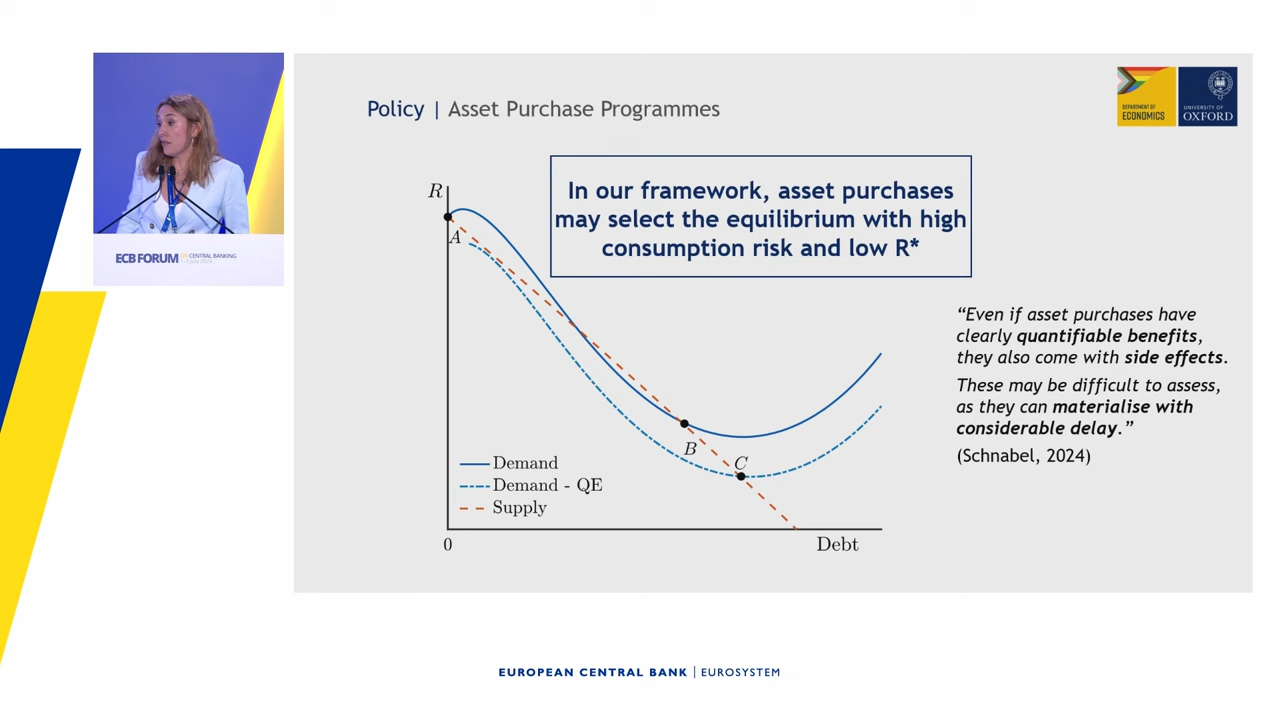 Policy | Asset Purchase Programmes
DEPARTMENT OF
ECONOMICS
UNIVERSITY OF
OXFORD
In our framework, asset purchases
may select the equilibrium with high
consumption risk and low R*
R
A
B
C
Demand
Demand - QE
Supply
0
Debt
“Even if asset purchases have
clearly quantifiable benefits,
they also come with side effects.
These may be difficult to assess,
as they can materialise with
considerable delay.”
(Schnabel, 2024)
ECB FORUM ON CENTRAL BANKING
EUROPEAN CENTRAL BANK | EUROSYSTEM